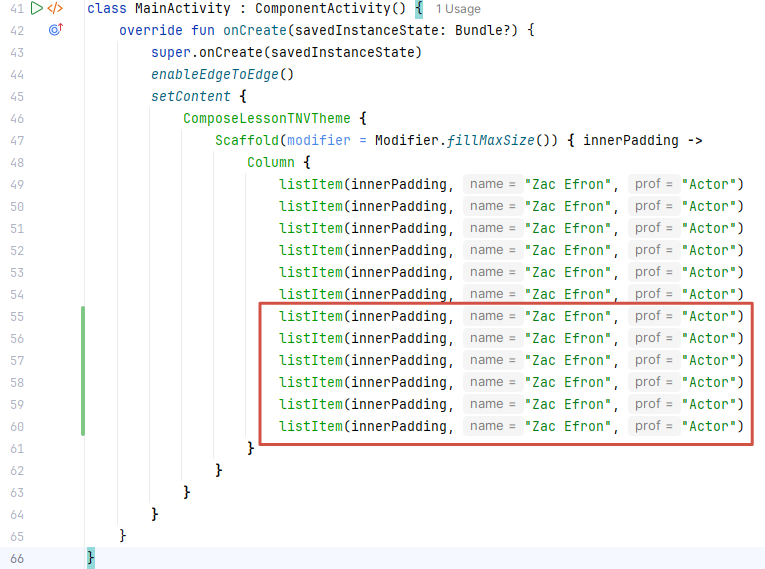 41 class MainActivity : ComponentActivity() { 1 Usage
42 override fun onCreate(savedInstanceState: Bundle?) {
43 super.onCreate(savedInstanceState)
44 enableEdgeToEdge()
45 setContent {
46 ComposeLessonTNVTheme {
47 Scaffold(modifier = Modifier.fillMaxSize()) { innerPadding ->
48 Column {
49 listItem(innerPadding, name = "Zac Efron", prof = "Actor")
50 listItem(innerPadding, name = "Zac Efron", prof = "Actor")
51 listItem(innerPadding, name = "Zac Efron", prof = "Actor")
52 listItem(innerPadding, name = "Zac Efron", prof = "Actor")
53 listItem(innerPadding, name = "Zac Efron", prof = "Actor")
54 listItem(innerPadding, name = "Zac Efron", prof = "Actor")
55 listItem(innerPadding, name = "Zac Efron", prof = "Actor")
56 listItem(innerPadding, name = "Zac Efron", prof = "Actor")
57 listItem(innerPadding, name = "Zac Efron", prof = "Actor")
58 listItem(innerPadding, name = "Zac Efron", prof = "Actor")
59 listItem(innerPadding, name = "Zac Efron", prof = "Actor")
60 listItem(innerPadding, name = "Zac Efron", prof = "Actor")
61 }
62 }
63 }
64 }
65 }
66 }